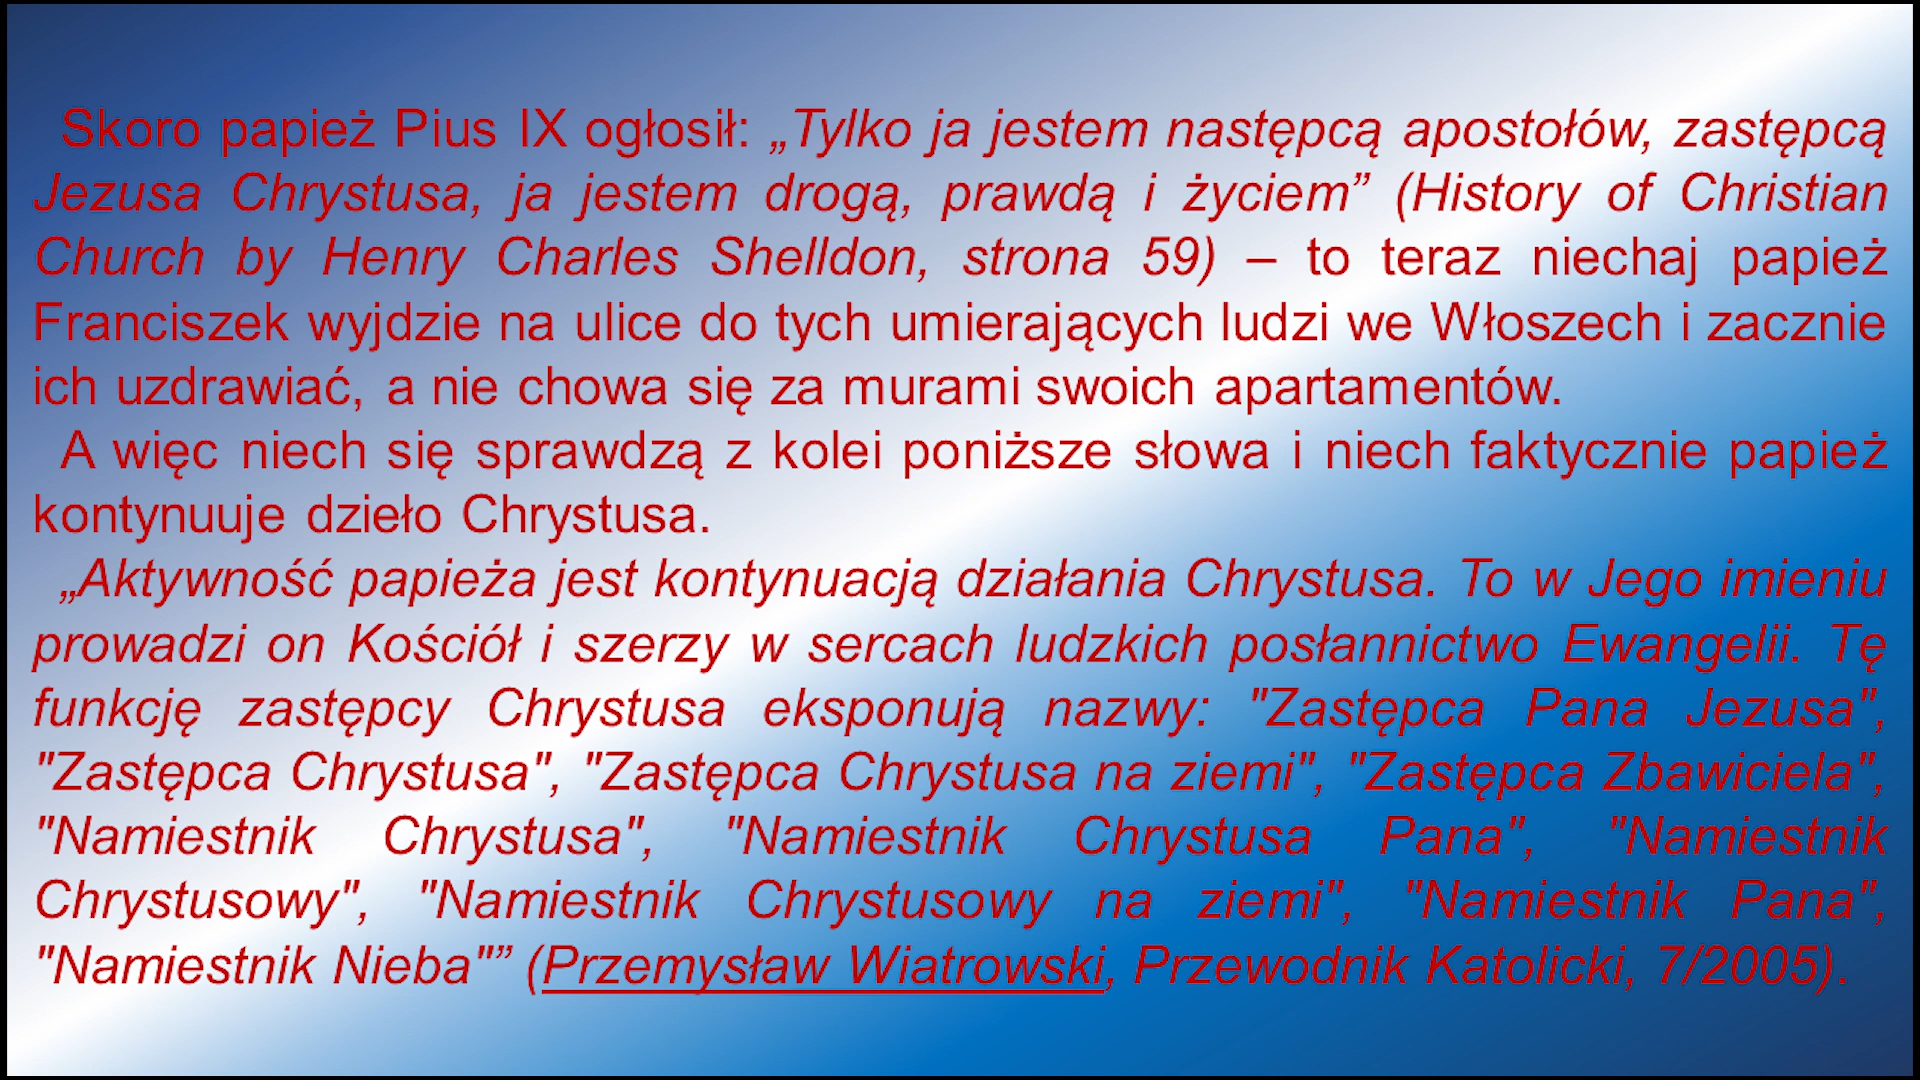 Skoro papież Pius IX ogłosił: „Tylko ja jestem następcą apostołów, zastępcą
Jezusa Chrystusa, ja jestem drogą, prawdą i życiem” (History of Christian
Church by Henry Charles Shelldon, strona 59) – to teraz niechaj papież
Franciszek wyjdzie na ulice do tych umierających ludzi we Włoszech i zacznie
ich uzdrawiać, a nie chowa się za murami swoich apartamentów.
A więc niech się sprawdzą z kolei poniższe słowa i niech faktycznie papież
kontynuuje dzieło Chrystusa.
„Aktywność papieża jest kontynuacją działania Chrystusa. To w Jego imieniu
prowadzi on Kościół i szerzy w sercach ludzkich posłannictwo Ewangelii. Tę
funkcję zastępcy Chrystusa eksponują nazwy: "Zastępca Pana Jezusa",
"Zastępca Chrystusa", "Zastępca Chrystusa na ziemi", "Zastępca Zbawiciela",
"Namiestnik Chrystusa", "Namiestnik Chrystusa Pana", "Namiestnik
Chrystusowy", "Namiestnik Chrystusowy na ziemi", "Namiestnik Pana",
"Namiestnik Nieba"” (Przemysław Wiatrowski, Przewodnik Katolicki, 7/2005).